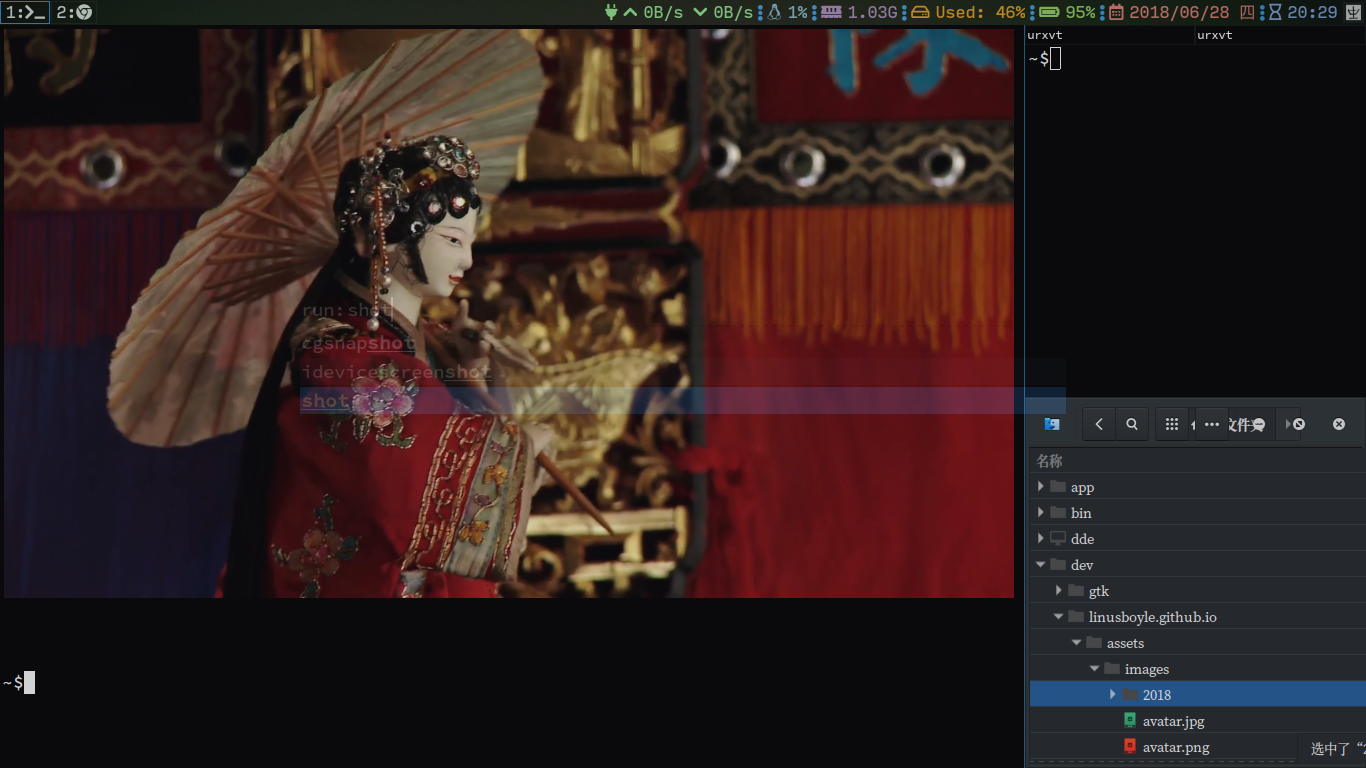 1:>_ 2: 0B/s 0B/s 1% 1.03G Used: 46% 95% 2018/06/28 四 20:29
urxvt urxvt
~$
run: shot
cgsnapshot
idevicescreenshot
shot
文件夹
名称
app
bin
dde
dev
gtk
linusboyle.github.io
assets
images
2018
avatar.jpg
avatar.png
选中了 “2
~$